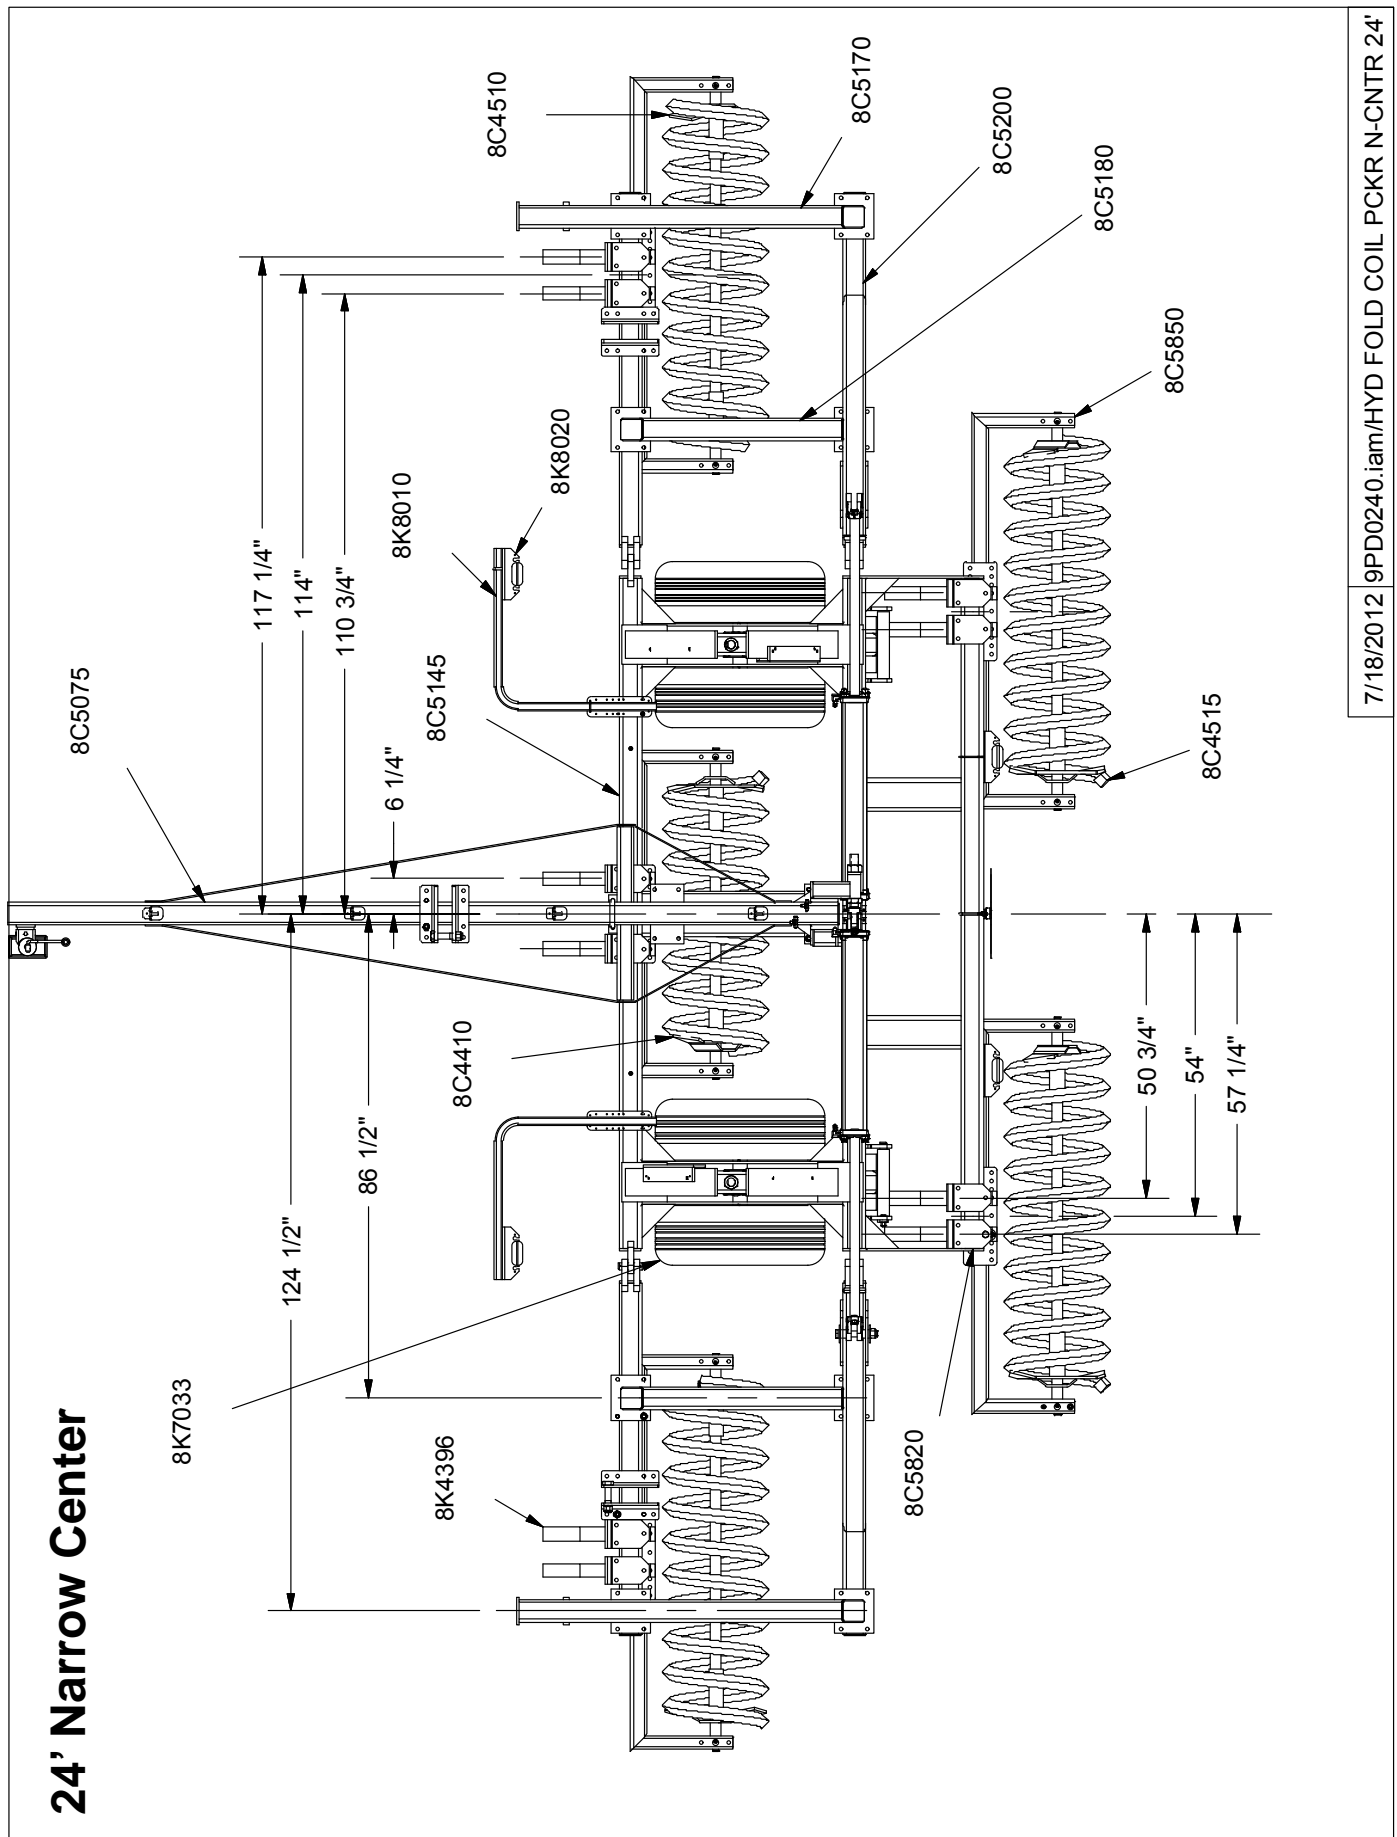 24’ Narrow Center
8C5075
8K7033
117 1/4"
124 1/2"
114"
110 3/4"
86 1/2"
6 1/4"
8K8010
8C5145
8K4396
8C4410
8C4510
8K8020
8C5170
8C5820
8C5200
8C5180
50 3/4"
8C5850
54"
8C4515
57 1/4"
7/18/2012 9PD0240.iam/HYD FOLD COIL PCKR N-CNTR 24'